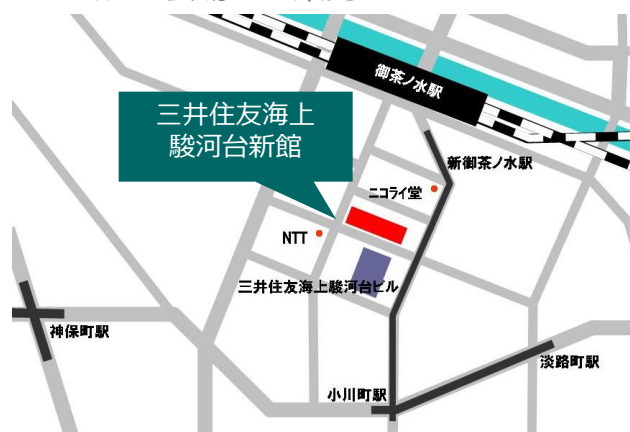 御茶ノ水駅
三井住友海上
駿河台新館
新御茶ノ水駅
ニコライ堂
NTT
三井住友海上駿河台ビル
神保町駅
淡路町駅
小川町駅